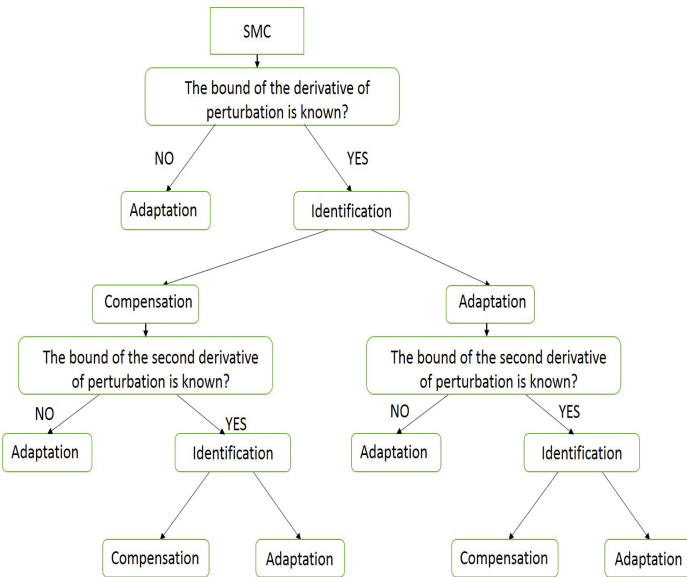 SMC
The bound of the derivative of
perturbation is known?
NO
YES
Adaptation
Identification
Compensation
Adaptation
The bound of the second derivative
of perturbation is known?
The bound of the second derivative
of perturbation is known?
NO
YES
NO
YES
Adaptation
Identification
Adaptation
Identification
Compensation
Adaptation
Compensation
Adaptation